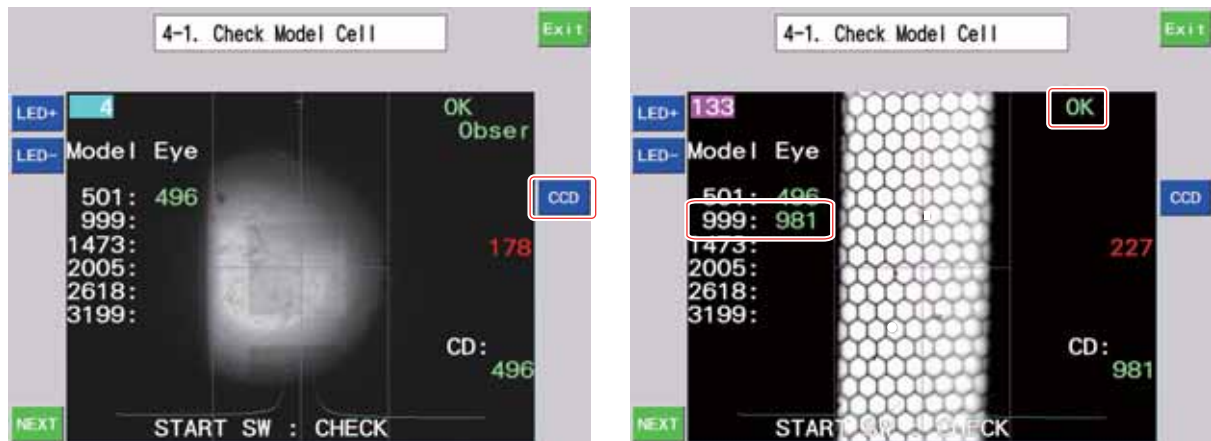 4-1. Check Model Cell
Exit
LED+
4
OK
Obser
LED-
Model Eye
501: 496
CCD
999:
1473:
178
2005:
2618:
3199:
CD:
496
NEXT
START SW : CHECK
4-1. Check Model Cell
Exit
LED+
133
OK
LED-
Model Eye
501: 496
CCD
999: 981
1473:
227
2005:
2618:
3199:
CD:
981
NEXT